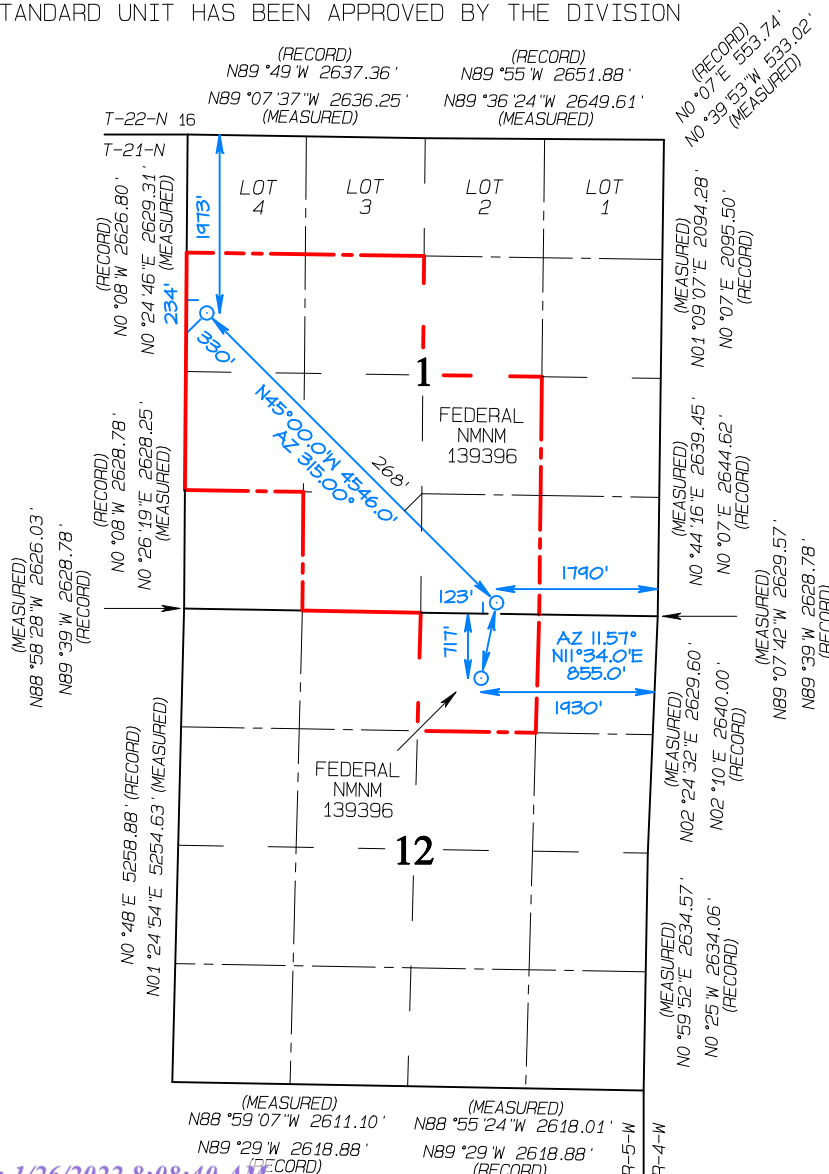 TANDARD UNIT HAS BEEN APPROVED BY THE DIVISION
(RECORD)
N89°49'W 2637.36'
N89°07'37"W 2636.25'
(MEASURED)
(RECORD)
N89°55'W 2651.88'
N89°36'24"W 2649.61'
(MEASURED)
(RECORD)
N0°07'E 553.74'
N0°39'53"W 533.02'
(MEASURED)
T-22-N 16
T-21-N
LOT
4
LOT
3
LOT
2
LOT
1
1973'
(RECORD)
N0°08'W 2626.80'
N0°24'46"E 2629.31'
(MEASURED)
234'
330'
(MEASURED)
N01°09'07"E 2094.28'
N0°07'E 2095.50'
(RECORD)
1
FEDERAL
NMNM
139396
N45°00.0'W 4546.0'
AZ 315.00°
268'
(RECORD)
N0°08'W 2628.78'
N0°26'19"E 2628.25'
(MEASURED)
(MEASURED)
N0°44'16"E 2639.45'
N0°07'E 2644.62'
(RECORD)
(MEASURED)
N88°58'28"W 2626.03'
N89°39'W 2628.78'
(RECORD)
(MEASURED)
N89°07'42"W 2629.57'
N89°39'W 2628.78'
(RECORD)
1790'
123'
717'
AZ 11.57°
N11°34.0'E
855.0'
1930'
(MEASURED)
N02°24'32"E 2629.60'
N02°10'E 2640.00'
(RECORD)
FEDERAL
NMNM
139396
12
N0°48'E 5258.88' (RECORD)
N01°24'54"E 5254.63' (MEASURED)
(MEASURED)
N0°59'52"E 2634.57'
N0°25'W 2634.06'
(RECORD)
(MEASURED)
N88°59'07"W 2611.10'
N89°29'W 2618.88'
(RECORD)
(MEASURED)
N88°55'24"W 2618.01'
N89°29'W 2618.88'
(RECORD)
R-5-W
R-4-W
1/26/2022 8:08:40 AM